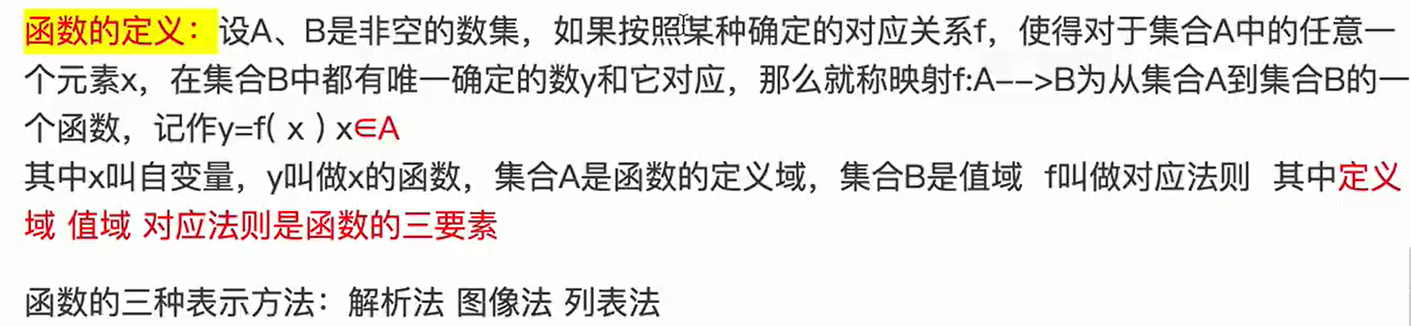 函数的定义：设A、B是非空的数集，如果按照某种确定的对应关系f，使得对于集合A中的任意一
个元素x，在集合B中都有唯一确定的数y和它对应，那么就称映射f:A-->B为从集合A到集合B的一
个函数，记作y=f( x ) x∈A
其中x叫自变量，y叫做x的函数，集合A是函数的定义域，集合B是值域 f叫做对应法则 其中定义
域 值域 对应法则是函数的三要素
函数的三种表示方法：解析法 图像法 列表法